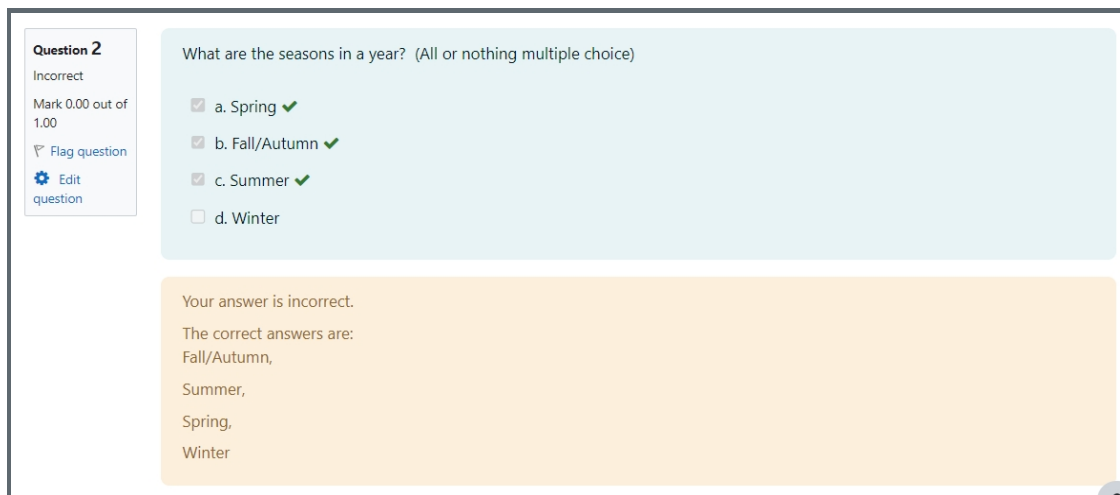 Question 2
Incorrect
Mark 0.00 out of
1.00
Flag question
Edit
question
What are the seasons in a year? (All or nothing multiple choice)
a. Spring
b. Fall/Autumn
c. Summer
d. Winter
Your answer is incorrect.
The correct answers are:
Fall/Autumn,
Summer,
Spring,
Winter